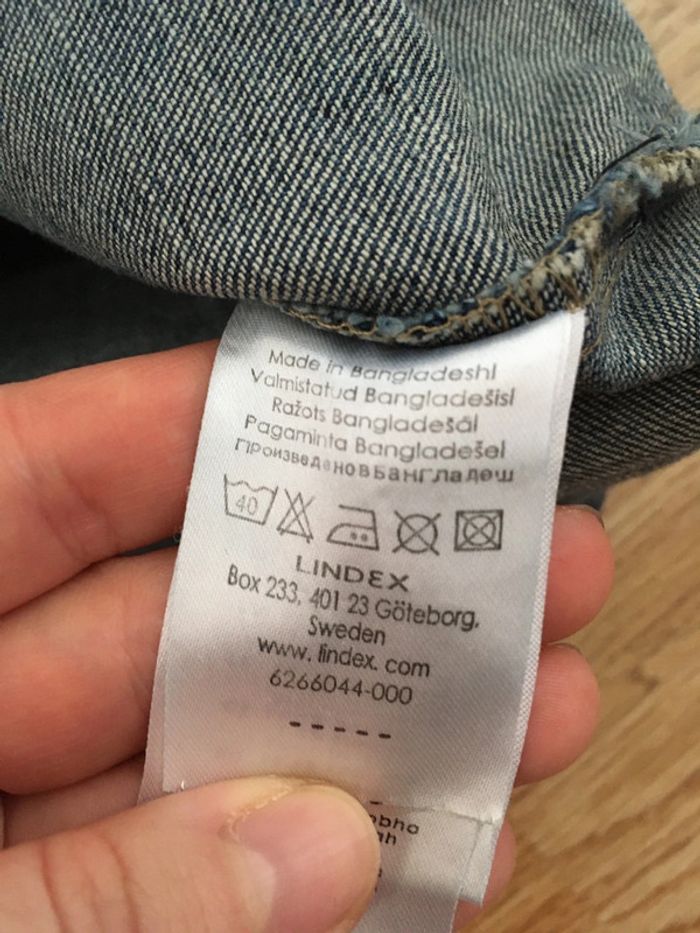 Made in Bangladeshl
Valmistatud Bangladešisl
Ražots Bangladešāl
Pagaminta Bangladešel
Произведено в Бангладеш
40
LINDEX
Box 233, 401 23 Göteborg,
Sweden
www.lindex.com
6266044-000
-----